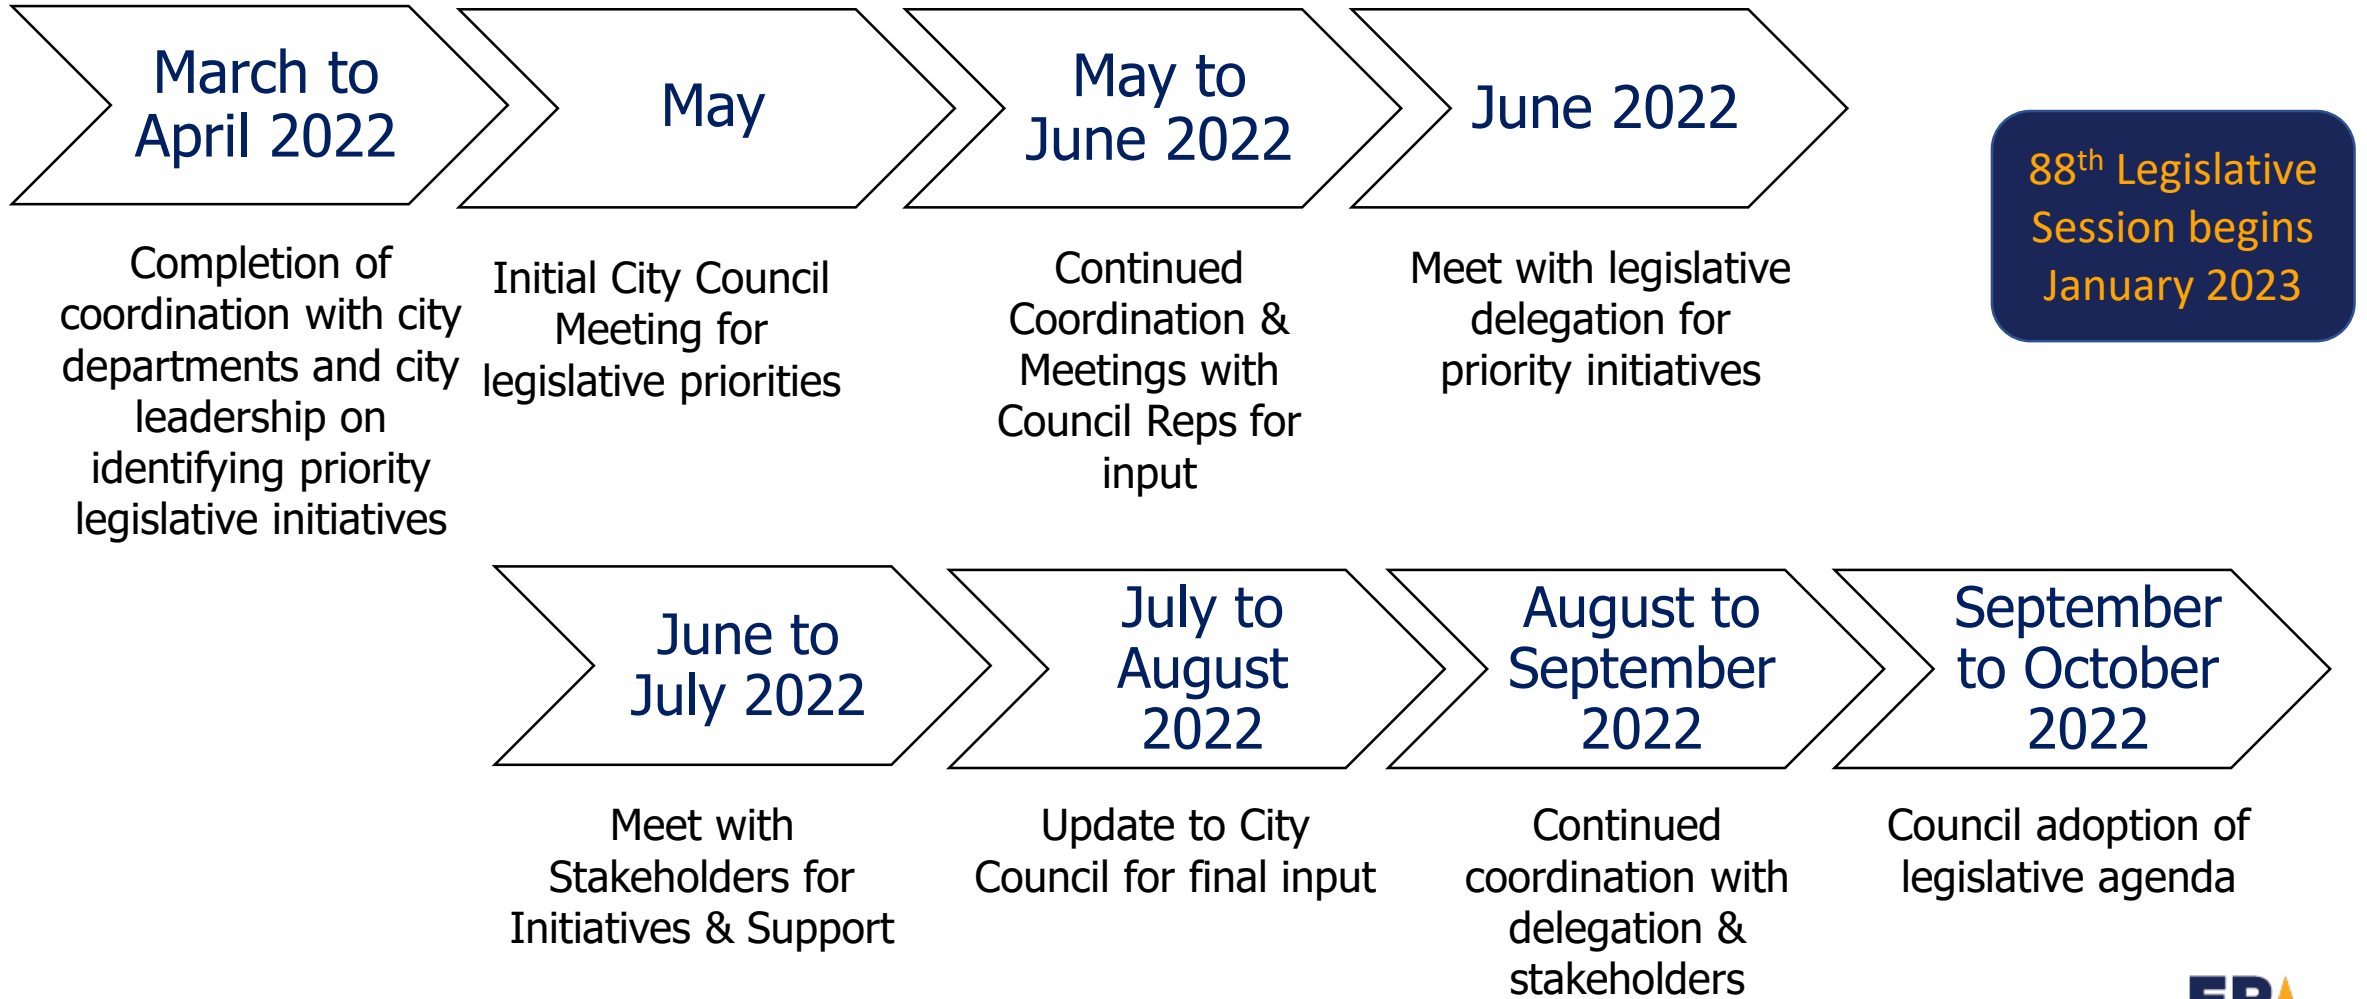 March to
April 2022
Completion of
coordination with city
departments and city
leadership on
identifying priority
legislative initiatives
May
Initial City Council
Meeting for
legislative priorities
May to
June 2022
Continued
Coordination &
Meetings with
Council Reps for
input
June 2022
Meet with legislative
delegation for
priority initiatives
88th Legislative
Session begins
January 2023
June to
July 2022
Meet with
Stakeholders for
Initiatives & Support
July to
August
2022
Update to City
Council for final input
August to
September
2022
Continued
coordination with
delegation &
stakeholders
September
to October
2022
Council adoption of
legislative agenda